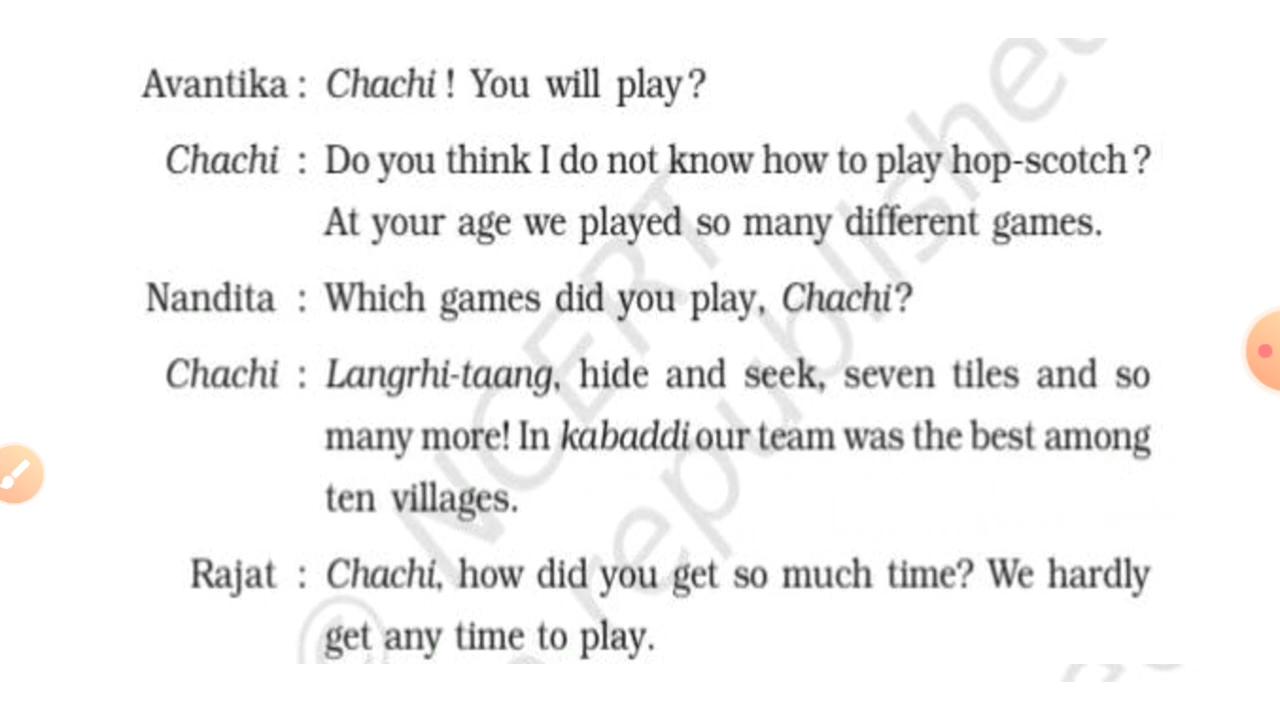 Avantika : Chachi ! You will play?
Chachi : Do you think I do not know how to play hop-scotch?
At your age we played so many different games.
Nandita : Which games did you play, Chachi?
Chachi : Langrhi-taang, hide and seek, seven tiles and so
many more! In kabaddi our team was the best among
ten villages.
Rajat : Chachi, how did you get so much time? We hardly
get any time to play.
© NCERT
republished